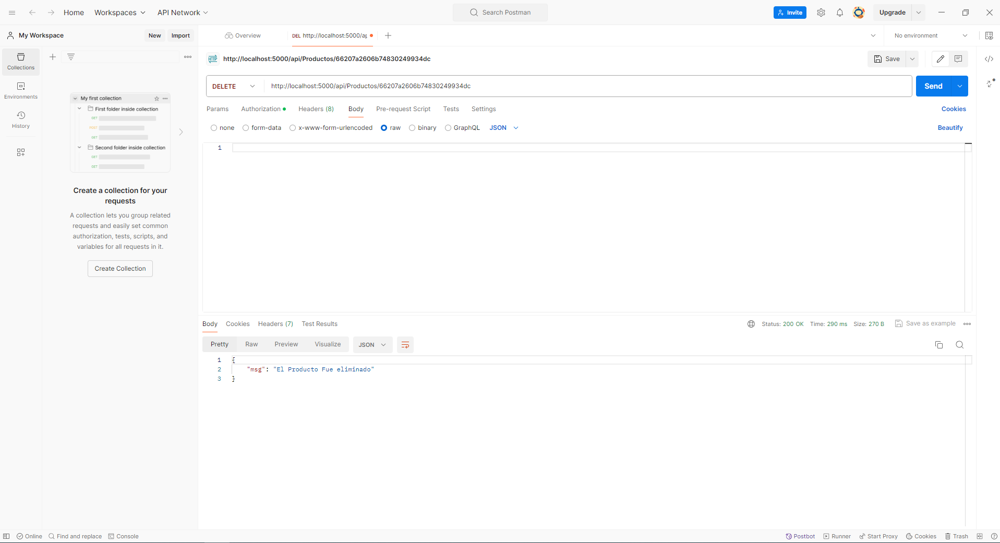 Home Workspaces API Network Search Postman Invite Upgrade
My Workspace New Import Overview DEL http://localhost:5000/ap No environment
Collections
Environments
History
My first collection
First folder inside collection
GET
POST
GET
Second folder inside collection
GET
GET
Create a collection for your
requests
A collection lets you group related
requests and easily set common
authorization, tests, scripts, and
variables for all requests in it.
Create Collection
HTTP http://localhost:5000/api/Productos/66207a2606b74830249934dc Save
DELETE http://localhost:5000/api/Productos/66207a2606b74830249934dc Send
Params Authorization Headers (8) Body Pre-request Script Tests Settings Cookies
none form-data x-www-form-urlencoded raw binary GraphQL JSON Beautify
1
Body Cookies Headers (7) Test Results Status: 200 OK Time: 290 ms Size: 270 B Save as example
Pretty Raw Preview Visualize JSON
1 {
2 "msg": "El Producto Fue eliminado"
3 }
Online Find and replace Console Postbot Runner Start Proxy Cookies Trash